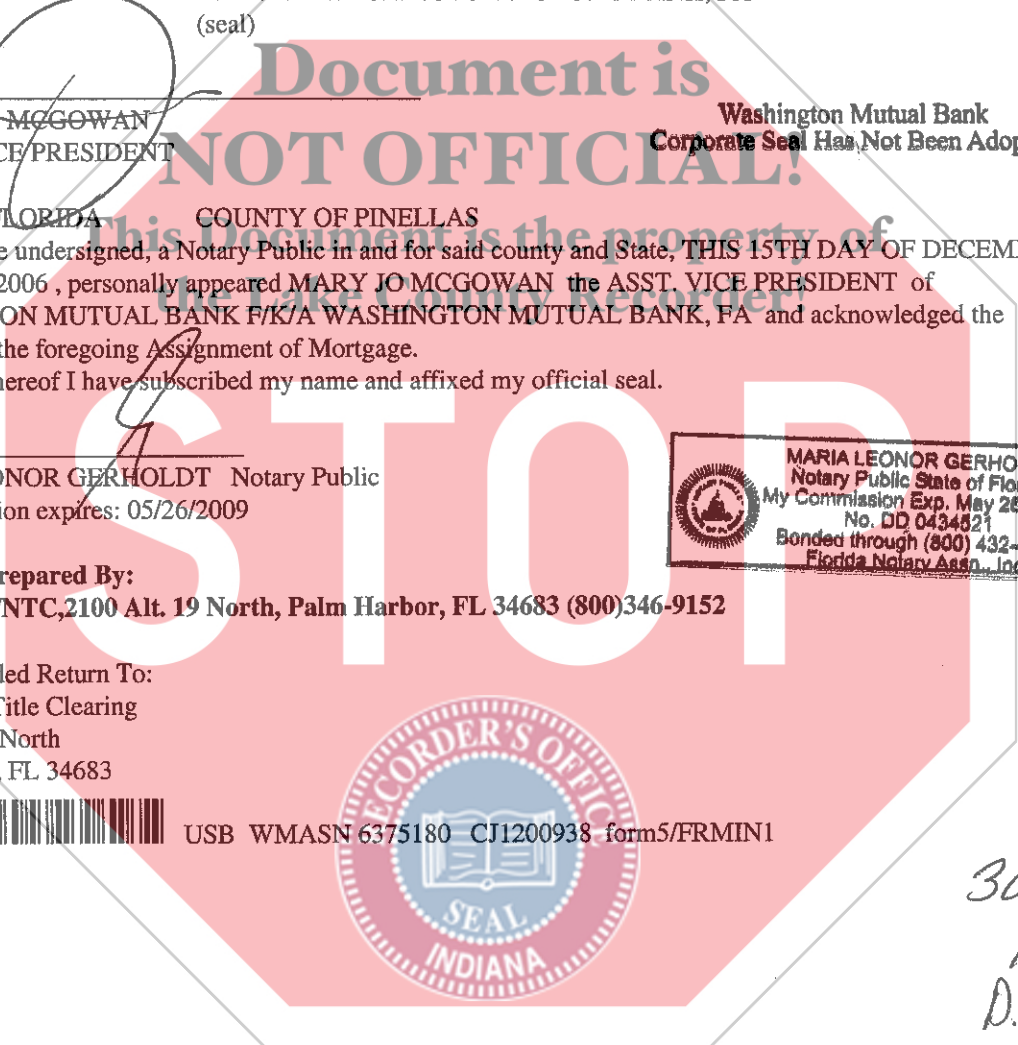 (seal)
Document is
NOT OFFICIAL!
This Document is the property of
the Lake County Recorder!
MCGOWAN
CE PRESIDENT
Washington Mutual Bank
Corporate Seal Has Not Been Adop
FLORIDA COUNTY OF PINELLAS
e undersigned, a Notary Public in and for said county and State, THIS 15TH DAY OF DECEM
2006 , personally appeared MARY JO MCGOWAN the ASST. VICE PRESIDENT of
ON MUTUAL BANK F/K/A WASHINGTON MUTUAL BANK, FA and acknowledged the
the foregoing Assignment of Mortgage.
hereof I have subscribed my name and affixed my official seal.
STOP
ONOR GERHOLDT Notary Public
ion expires: 05/26/2009
MARIA LEONOR GERHO
Notary Public State of Flo
My Commission Exp. May 26
No. DD 0434521
Bonded through (800) 432-
Florida Notary Assn., Inc
repared By:
/NTC,2100 Alt. 19 North, Palm Harbor, FL 34683 (800)346-9152
led Return To:
Title Clearing
North
, FL 34683
USB WMASN 6375180 CJ1200938 form5/FRMIN1
RECORDER'S OFFICE
SEAL
INDIANA
D.